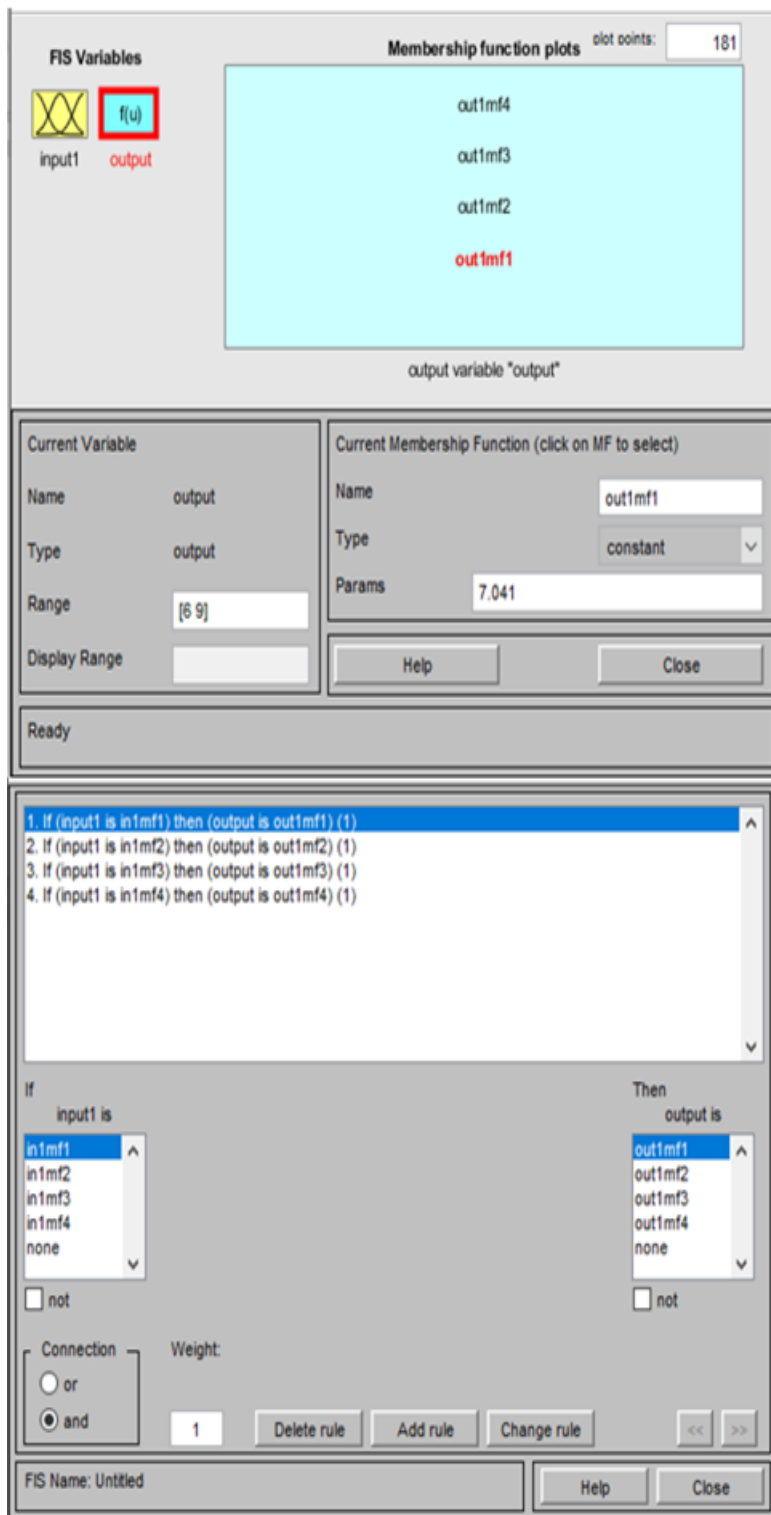 FIS Variables
Membership function plots
plot points:
181
f(u)
input1
output
out1mf4
out1mf3
out1mf2
out1mf1
output variable "output"
Current Variable
Name
output
Type
output
Range
[6 9]
Display Range
Current Membership Function (click on MF to select)
Name
out1mf1
Type
constant
Params
7.041
Help
Close
Ready
1. If (input1 is in1mf1) then (output is out1mf1) (1)
2. If (input1 is in1mf2) then (output is out1mf2) (1)
3. If (input1 is in1mf3) then (output is out1mf3) (1)
4. If (input1 is in1mf4) then (output is out1mf4) (1)
If
input1 is
in1mf1
in1mf2
in1mf3
in1mf4
none
not
Then
output is
out1mf1
out1mf2
out1mf3
out1mf4
none
not
Connection
or
and
Weight:
1
Delete rule
Add rule
Change rule
<<
>>
FIS Name: Untitled
Help
Close